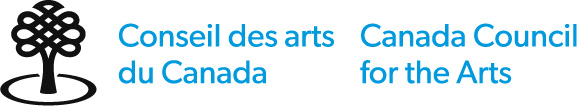 Conseil des arts
du Canada
Canada Council
for the Arts